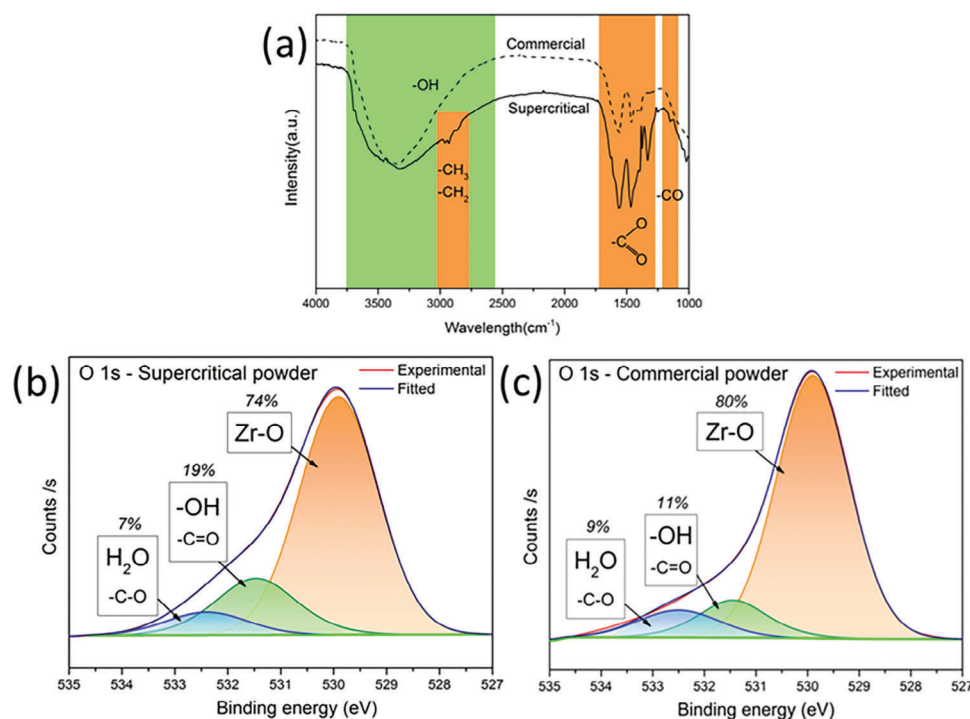 (a)
Intensity(a.u.)
Commercial
-OH
Supercritical
-CH₃
-CH₂
-CO
O
-C
O
4000 3500 3000 2500 2000 1500 1000
Wavelength(cm⁻¹)
(b)
O 1s - Supercritical powder
Experimental
Fitted
74%
Zr-O
19%
-OH
-C=O
7%
H₂O
-C-O
Counts /s
535 534 533 532 531 530 529 528 527
Binding energy (eV)
(c)
O 1s - Commercial powder
Experimental
Fitted
80%
Zr-O
11%
-OH
-C=O
9%
H₂O
-C-O
Counts /s
535 534 533 532 531 530 529 528 527
Binding energy (eV)